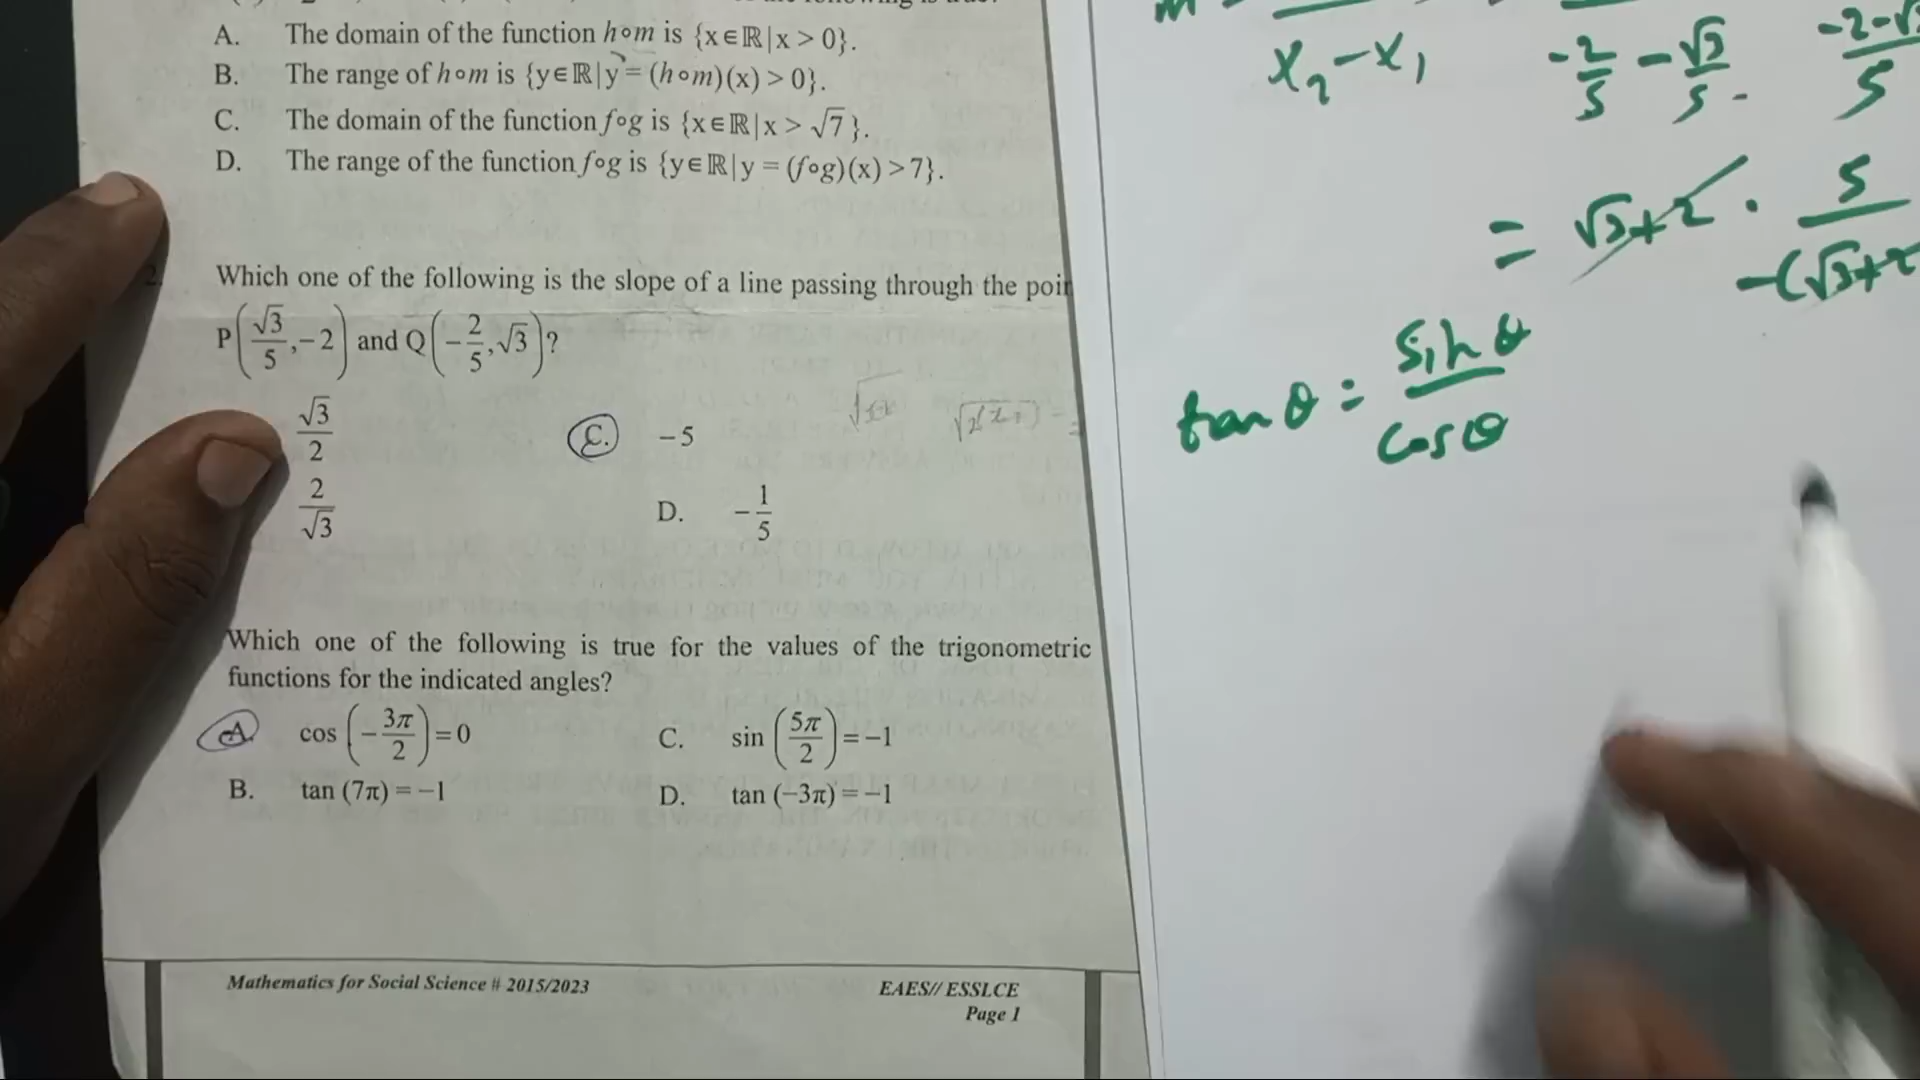 A. The domain of the function h∘m is {x∈ℝ|x > 0}.
B. The range of h∘m is {y∈ℝ|y = (h∘m)(x) > 0}.
C. The domain of the function f∘g is {x∈ℝ|x > √7}.
D. The range of the function f∘g is {y∈ℝ|y = (f∘g)(x) > 7}.
2. Which one of the following is the slope of a line passing through the poin
P(√3/5, −2) and Q(−2/5, √3)?
√3/2
C. −5
2/√3
D. −1/5
Which one of the following is true for the values of the trigonometric
functions for the indicated angles?
A. cos (−3π/2) = 0
C. sin (5π/2) = −1
B. tan (7π) = −1
D. tan (−3π) = −1
Mathematics for Social Science # 2015/2023
EAES// ESSLCE
Page 1
x₂ − x₁
-2/5 - √3/5
= √3+2 · 5
-(√3+2
tan θ = sin θ
cos θ